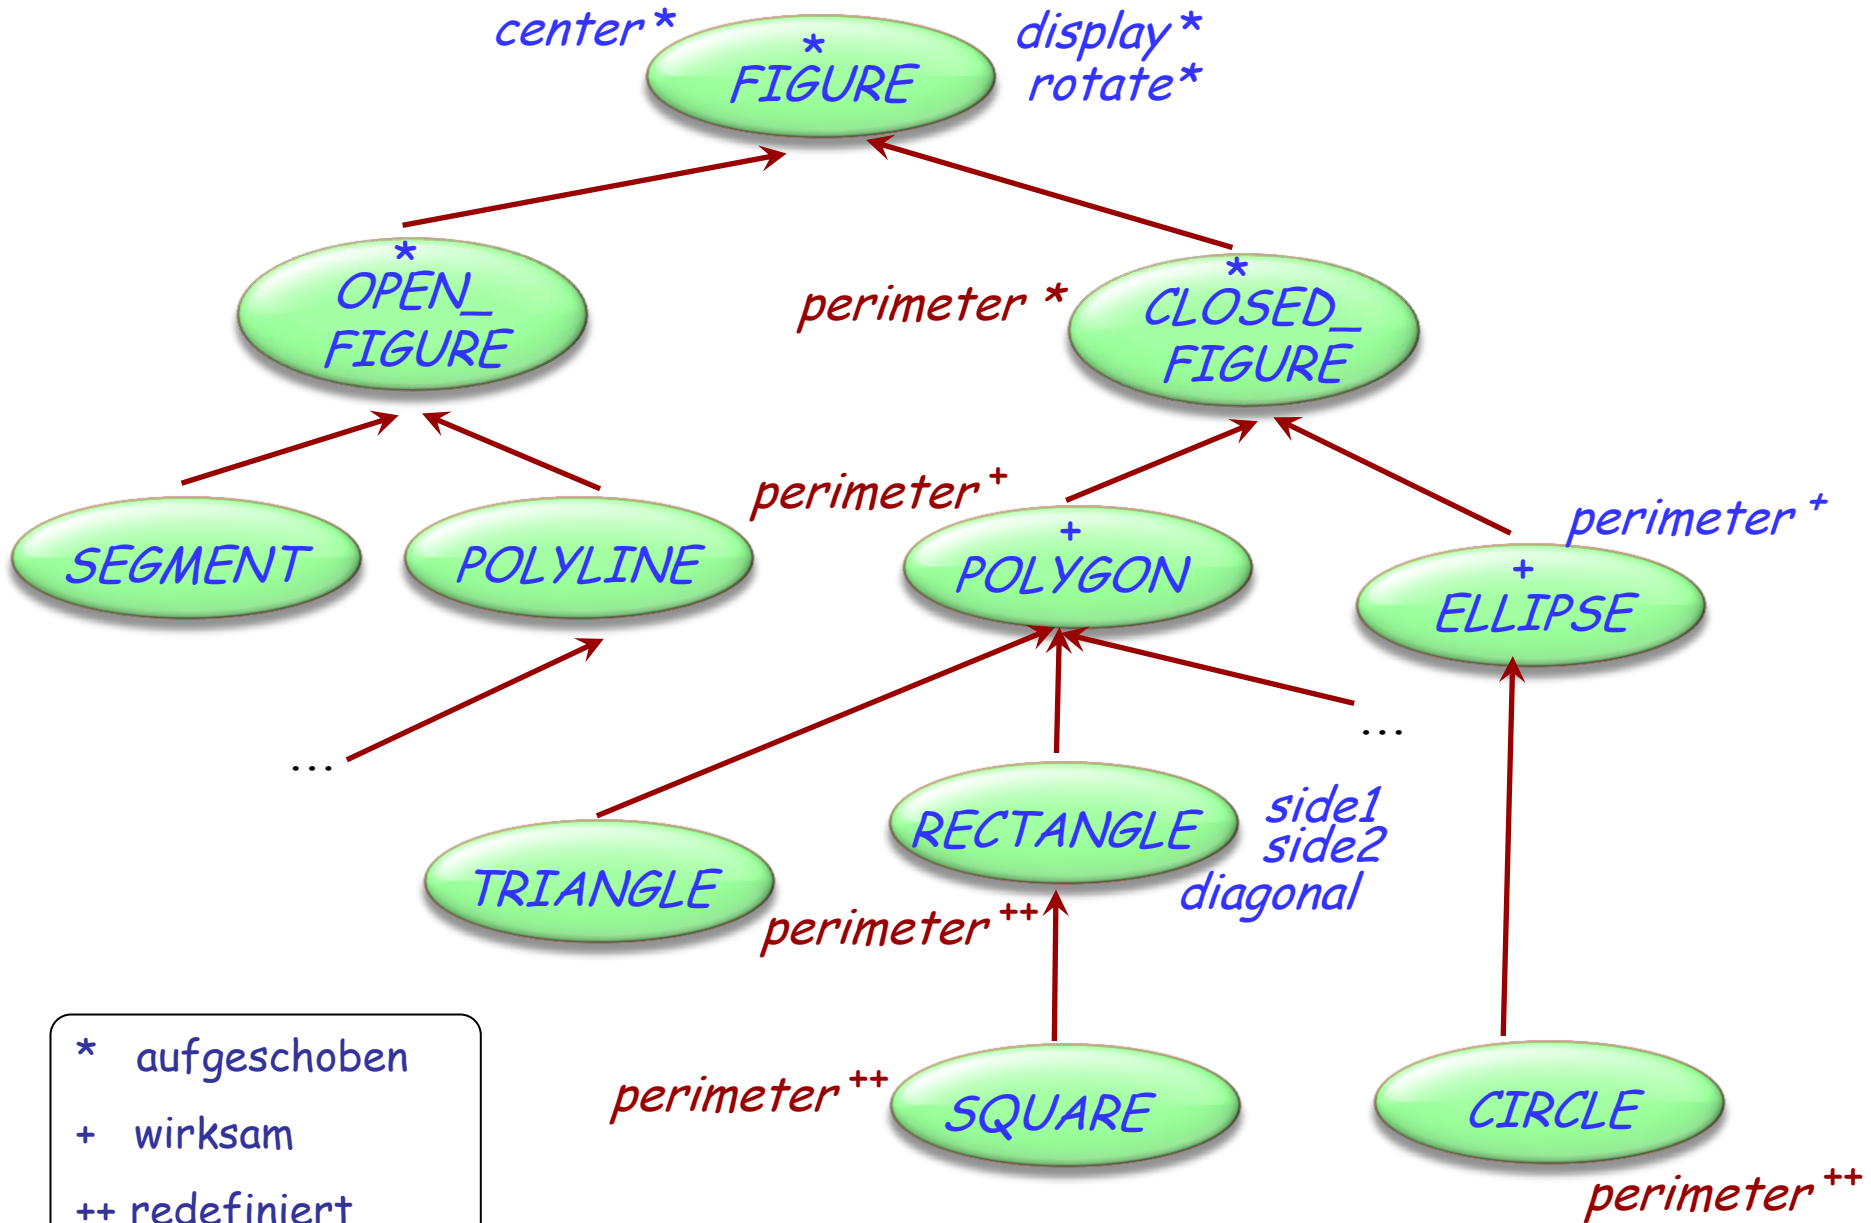 center *
*
FIGURE
display *
rotate *
*
OPEN_
FIGURE
perimeter *
*
CLOSED_
FIGURE
SEGMENT
POLYLINE
perimeter +
+
POLYGON
perimeter +
+
ELLIPSE
...
...
TRIANGLE
RECTANGLE
side1
side2
diagonal
perimeter ++
* aufgeschoben
+ wirksam
++ redefiniert
perimeter ++
SQUARE
CIRCLE
perimeter ++